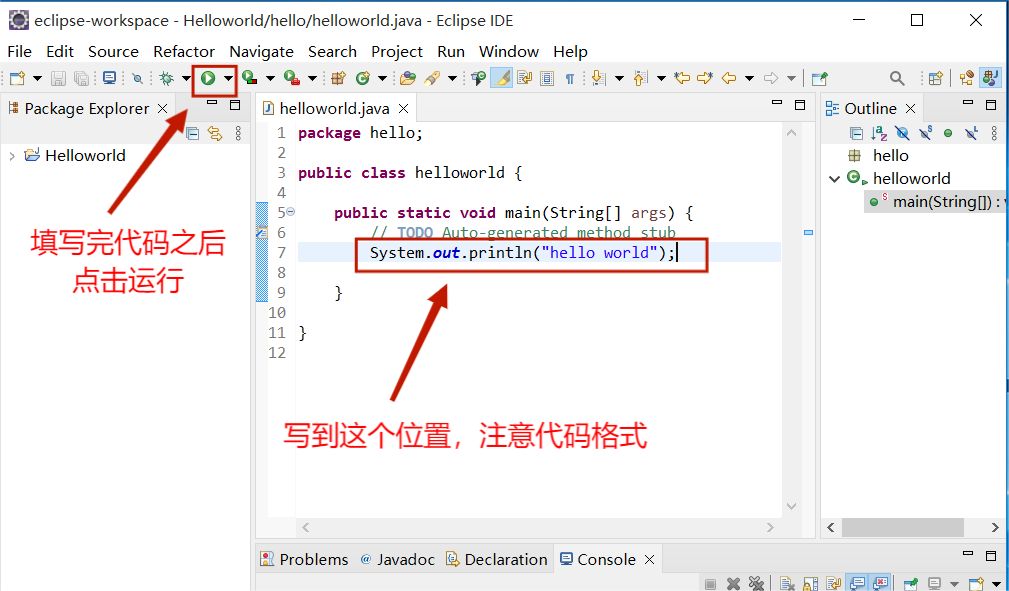 eclipse-workspace - Helloworld/hello/helloworld.java - Eclipse IDE
File Edit Source Refactor Navigate Search Project Run Window Help
Package Explorer
Helloworld
填写完代码之后
点击运行
helloworld.java
1 package hello;
2
3 public class helloworld {
4
5 public static void main(String[] args) {
6 // TODO Auto-generated method stub
7 System.out.println("hello world");
8
9 }
10
11 }
12
写到这个位置，注意代码格式
Outline
hello
helloworld
main(String[]) :
Problems @ Javadoc Declaration Console